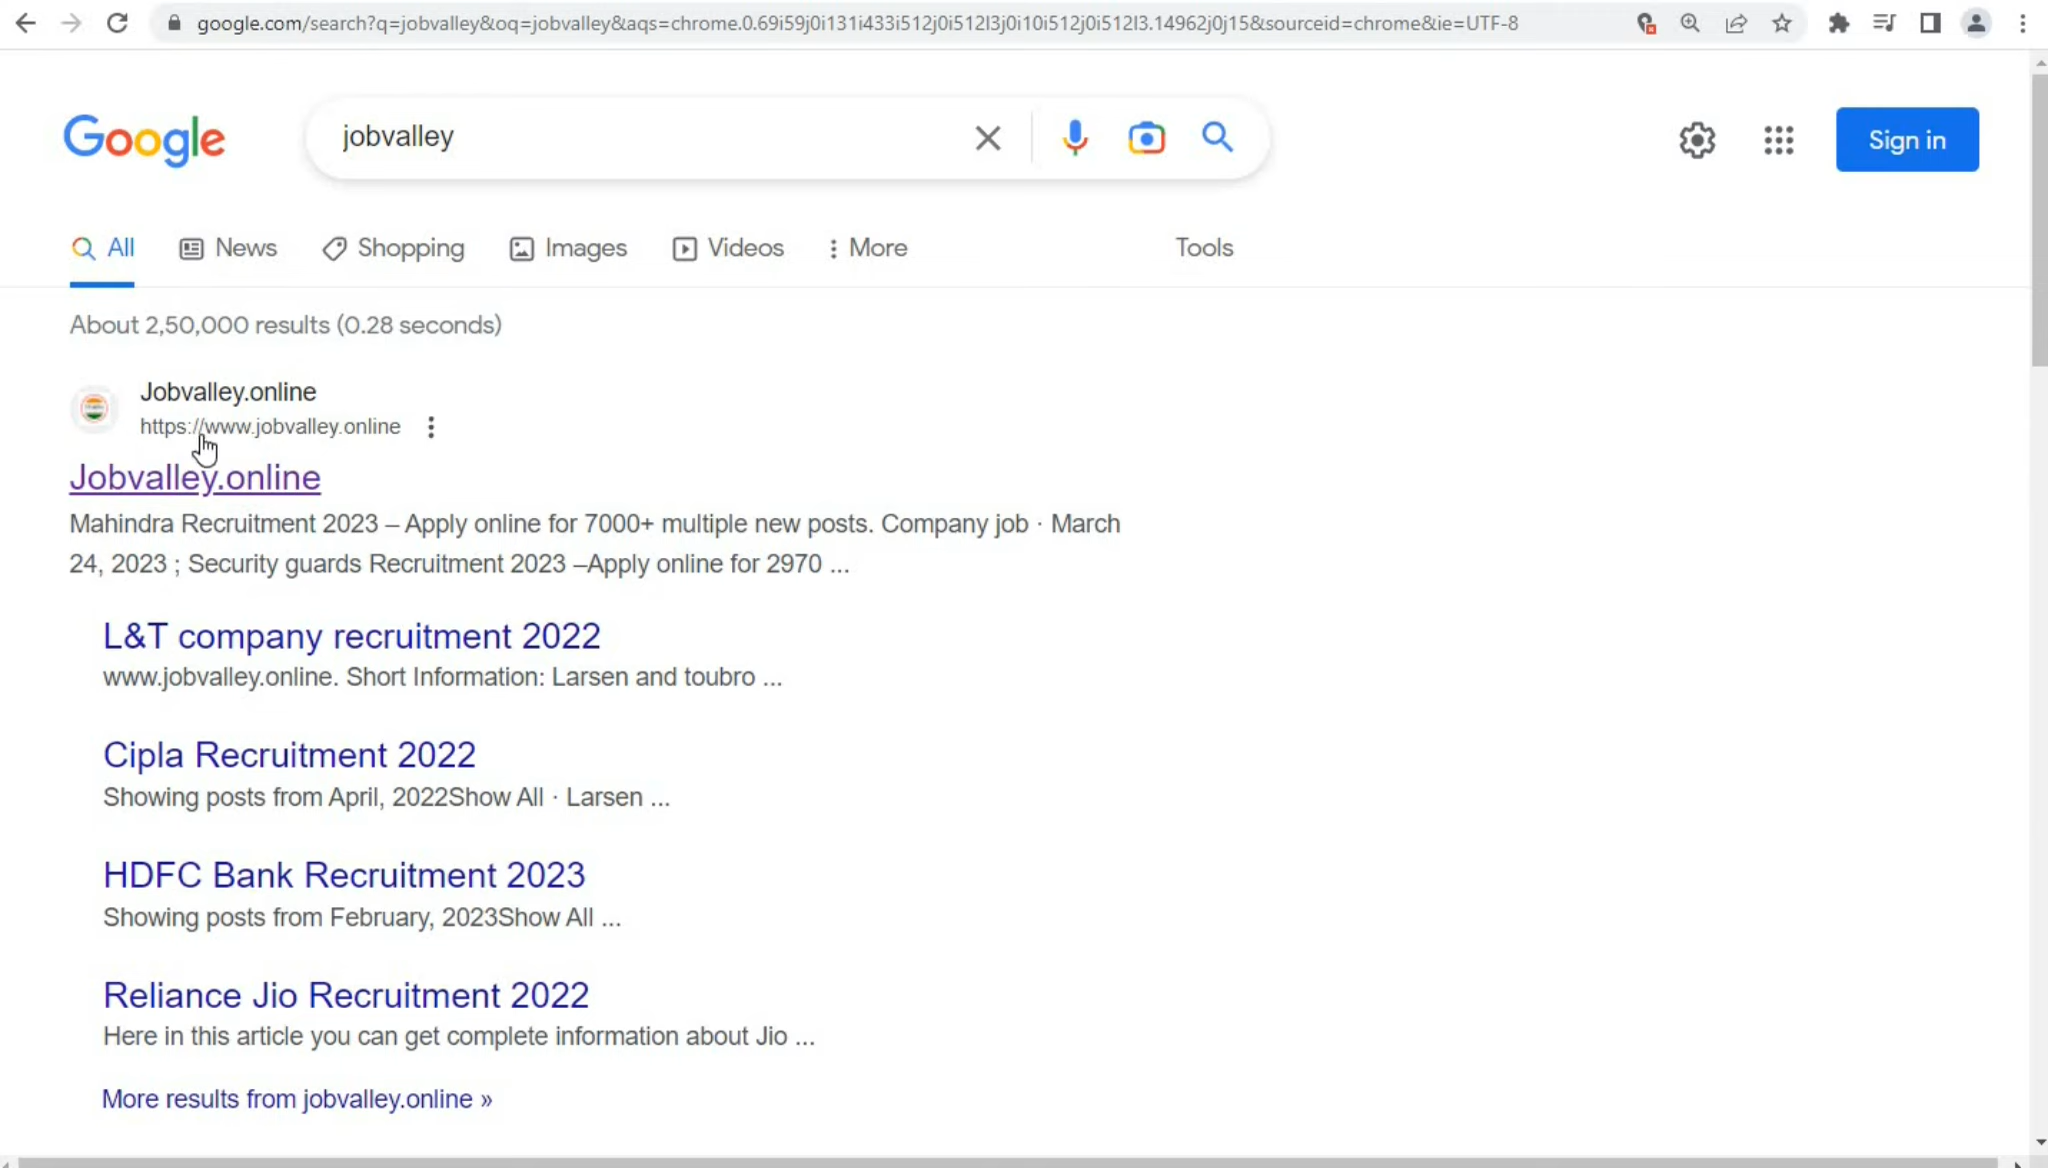 google.com/search?q=jobvalley&oq=jobvalley&aqs=chrome.0.69i59j0i131i433i512j0i512l3j0i10i512j0i512l3.14962j0j15&sourceid=chrome&ie=UTF-8
Google
jobvalley
Sign in
All
News
Shopping
Images
Videos
More
Tools
About 2,50,000 results (0.28 seconds)
Jobvalley.online
https://www.jobvalley.online
Jobvalley.online
Mahindra Recruitment 2023 – Apply online for 7000+ multiple new posts. Company job · March
24, 2023 ; Security guards Recruitment 2023 –Apply online for 2970 ...
L&T company recruitment 2022
www.jobvalley.online. Short Information: Larsen and toubro ...
Cipla Recruitment 2022
Showing posts from April, 2022Show All · Larsen ...
HDFC Bank Recruitment 2023
Showing posts from February, 2023Show All ...
Reliance Jio Recruitment 2022
Here in this article you can get complete information about Jio ...
More results from jobvalley.online »